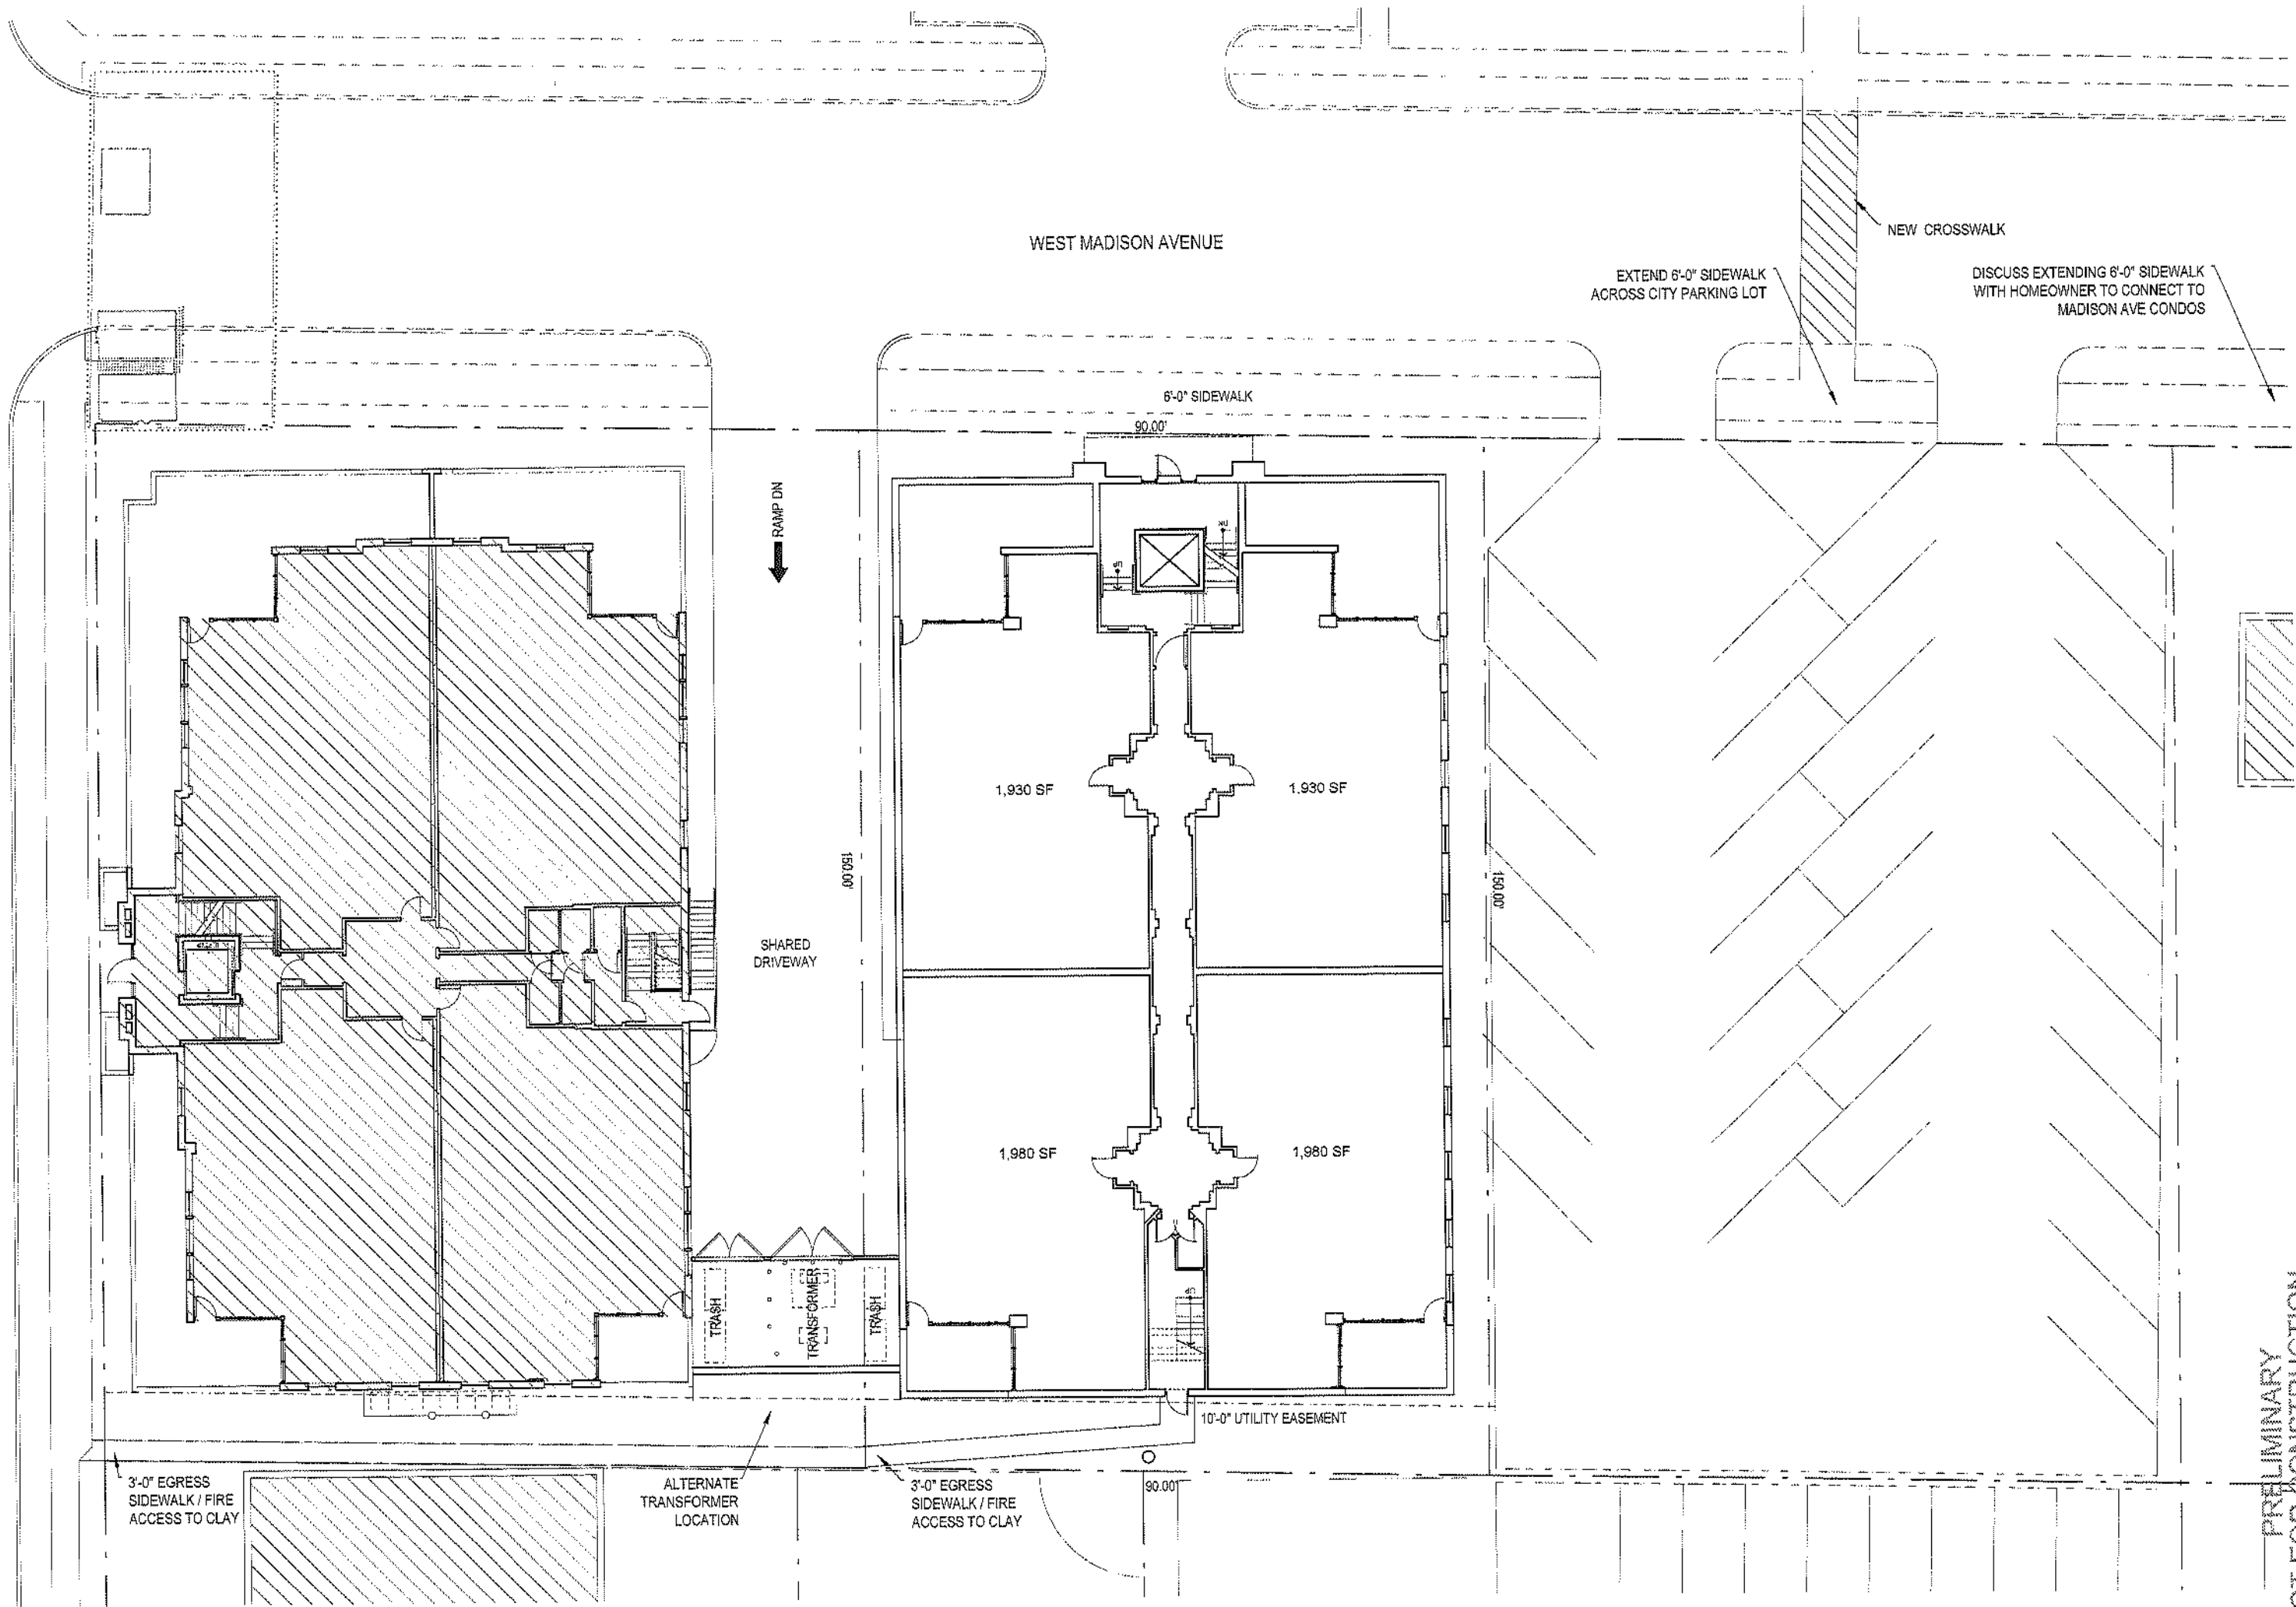 WEST MADISON AVENUE
NEW CROSSWALK
EXTEND 6'-0" SIDEWALK
ACROSS CITY PARKING LOT
DISCUSS EXTENDING 6'-0" SIDEWALK
WITH HOMEOWNER TO CONNECT TO
MADISON AVE CONDOS
6'-0" SIDEWALK
90.00'
RAMP DN
DN
UP
1,930 SF
1,930 SF
150.00'
150.00'
SHARED
DRIVEWAY
1,980 SF
1,980 SF
TRASH
TRANSFORMER
TRASH
UP
10'-0" UTILITY EASEMENT
3'-0" EGRESS
SIDEWALK / FIRE
ACCESS TO CLAY
ALTERNATE
TRANSFORMER
LOCATION
3'-0" EGRESS
SIDEWALK / FIRE
ACCESS TO CLAY
90.00'
PRELIMINARY